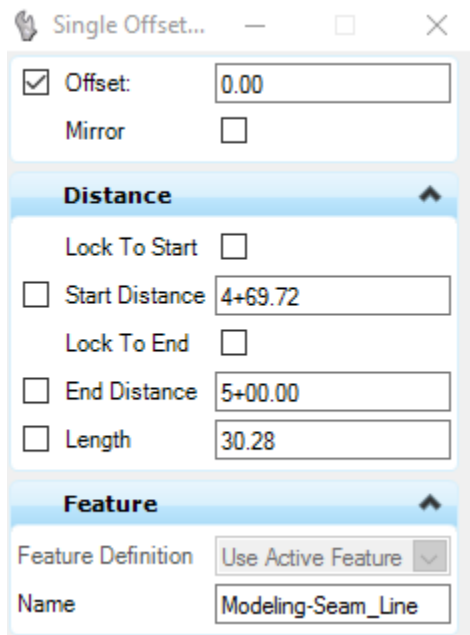 Single Offset...
Offset: 0.00
Mirror
Distance
Lock To Start
Start Distance 4+69.72
Lock To End
End Distance 5+00.00
Length 30.28
Feature
Feature Definition Use Active Feature
Name Modeling-Seam_Line